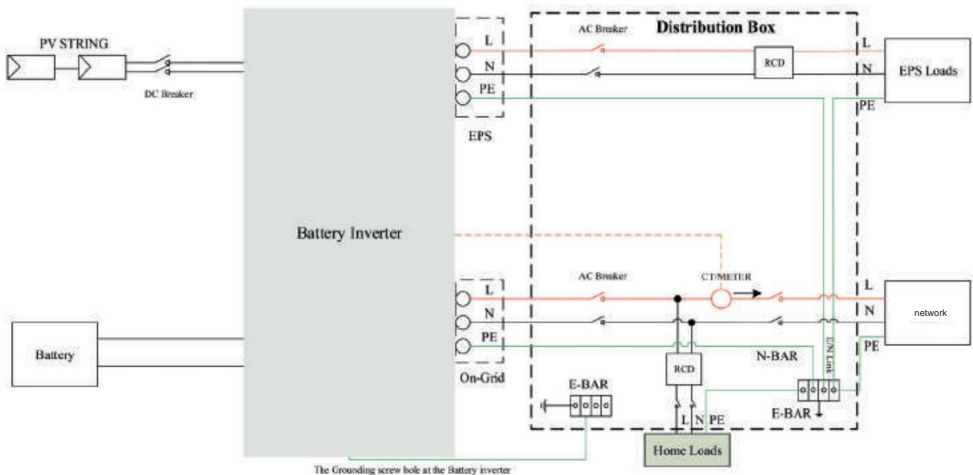 PV STRING
DC Breaker
Battery
Battery Inverter
L
N
PE
EPS
AC Breaker
Distribution Box
RCD
L
N
PE
EPS Loads
L
N
PE
On-Grid
AC Breaker
CT/METER
L
N
PE
network
RCD
N-BAR
E/N Link
E-BAR
E-BAR
L N PE
Home Loads
The Grounding screw hole at the Battery inverter